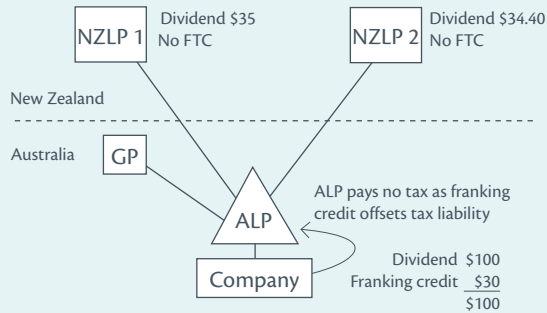 NZLP 1
Dividend $35
No FTC
NZLP 2
Dividend $34.40
No FTC
New Zealand
Australia
GP
ALP
ALP pays no tax as franking
credit offsets tax liability
Company
Dividend $100
Franking credit $30
$100